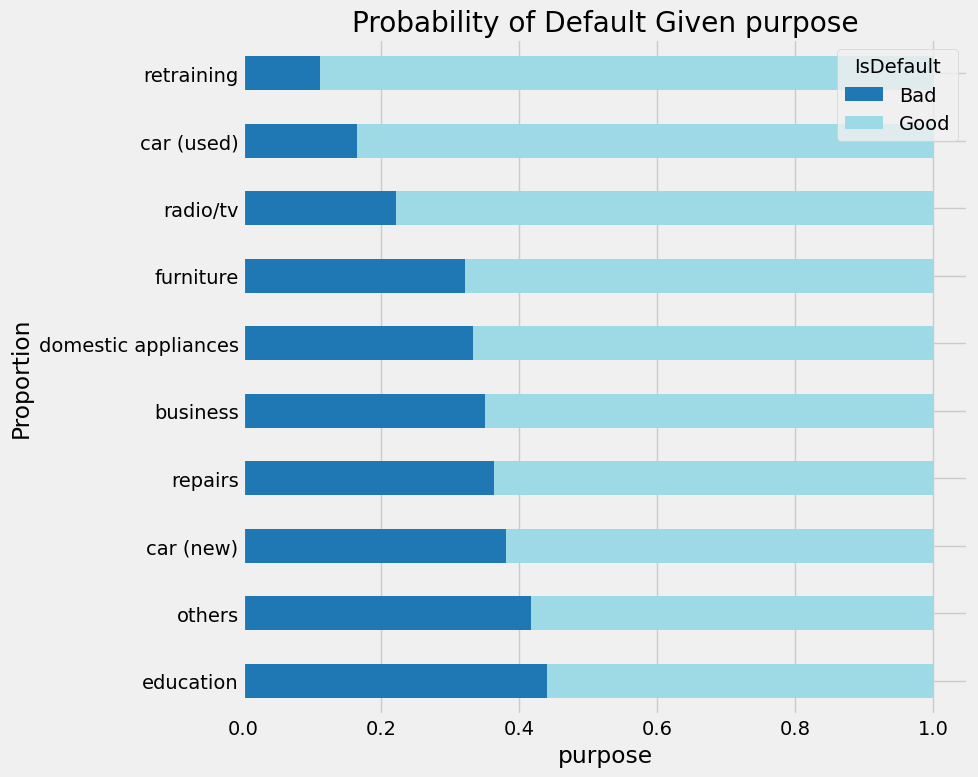 Probability of Default Given purpose
IsDefault
Bad
Good
retraining
car (used)
radio/tv
furniture
domestic appliances
business
repairs
car (new)
others
education
Proportion
0.0 0.2 0.4 0.6 0.8 1.0
purpose